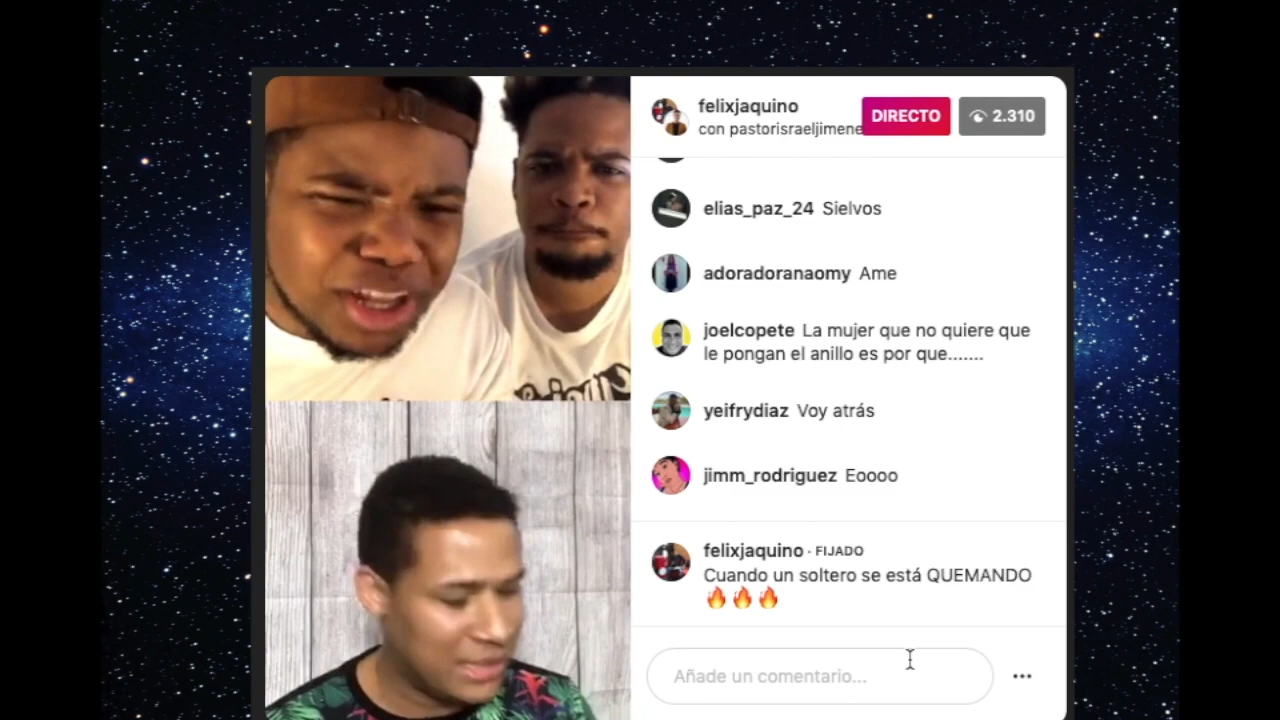 felixjaquino
con pastorisraeljimene
DIRECTO
2.310
elias_paz_24 Sielvos
adoradoranaomy Ame
joelcopete La mujer que no quiere que
le pongan el anillo es por que.......
yeifrydiaz Voy atrás
jimm_rodriguez Eoooo
felixjaquino · FIJADO
Cuando un soltero se está QUEMANDO
🔥🔥🔥
Añade un comentario...